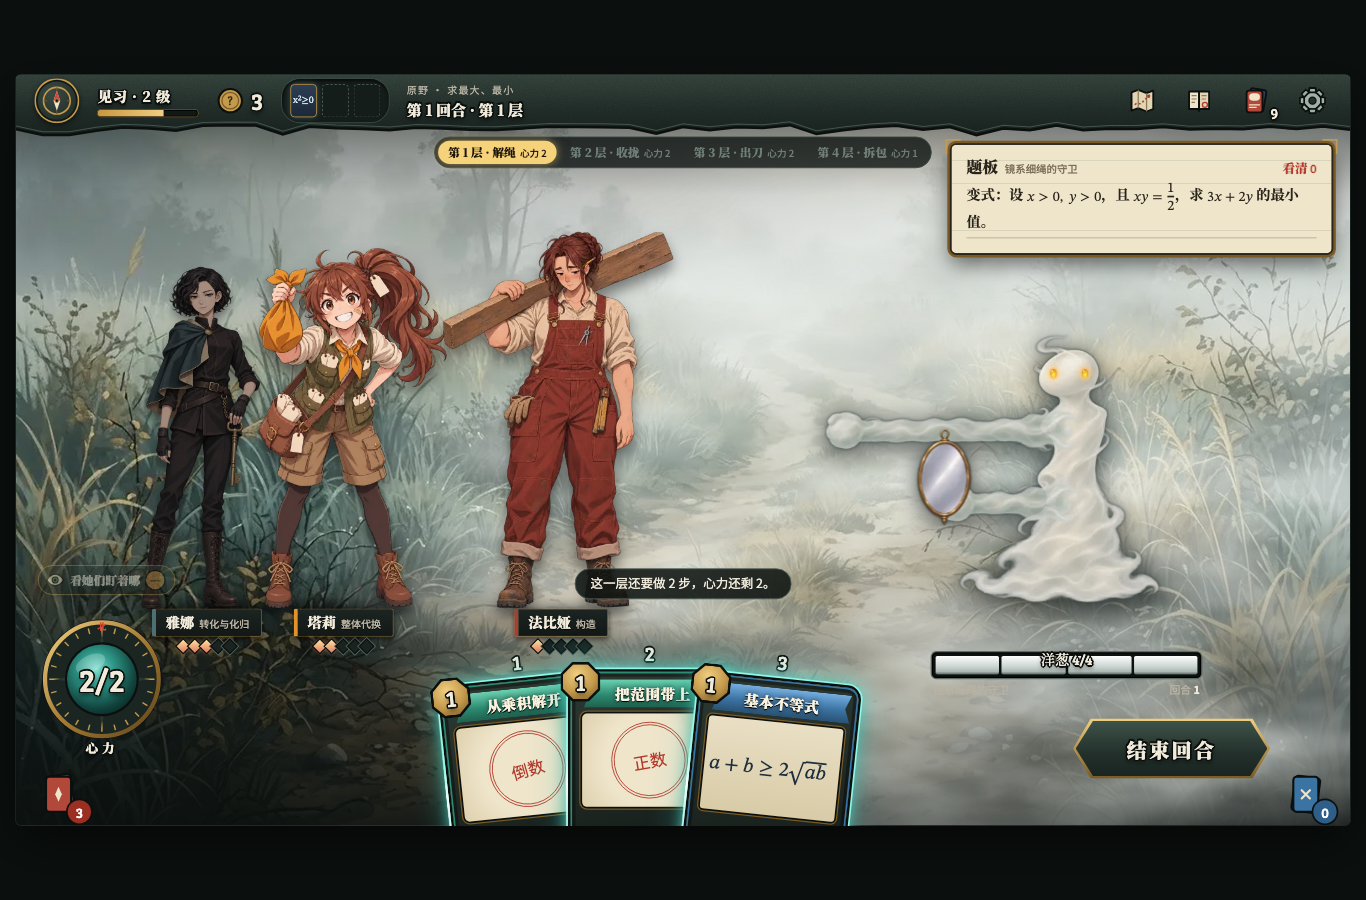 见习·2 级
? 3
x²≥0
原野 · 求最大、最小
第1回合·第1层
9
第1层·解绳 心力2
第2层·收拢 心力2
第3层·出刀 心力2
第4层·拆包 心力1
题板 镜系细绳的守卫 看清 0
变式：设 x > 0, y > 0，且 xy = 1/2，求 3x + 2y 的最小
值。
看她们盯着哪
这一层还要做 2 步，心力还剩 2。
雅娜 转化与化归
塔莉 整体代换
法比娅 构造
2/2
心力
3
1
2
3
1 从乘积解开
倒数
1 把范围带上
正数
1 基本不等式
a + b ≥ 2√ab
洋葱 4/4
回合 1
结束回合
0